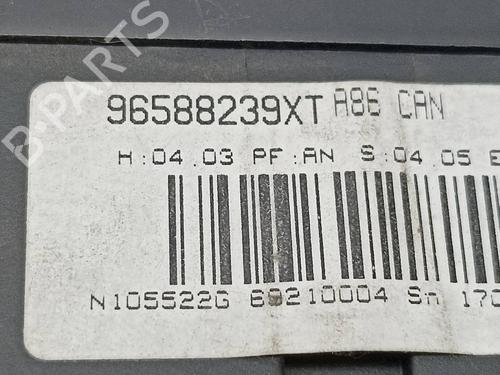 B-PARTS
96588239XT A86 CAN
H:04.03 PF:AN S:04.05 E
N105522G 69210004 Sn 170